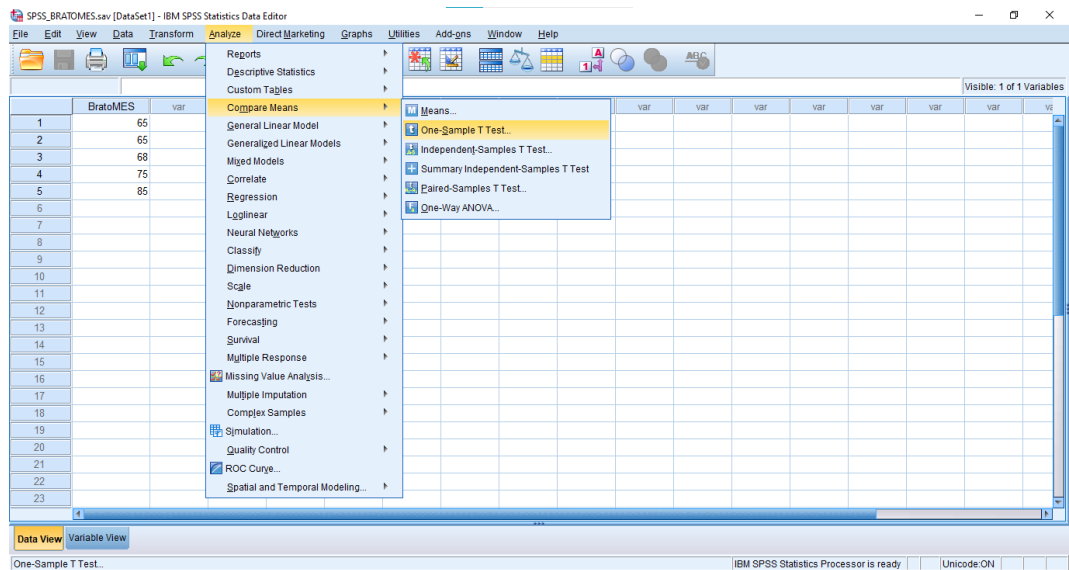 SPSS_BRATOMES.sav [DataSet1] - IBM SPSS Statistics Data Editor
File Edit View Data Transform Analyze Direct Marketing Graphs Utilities Add-ons Window Help
Visible: 1 of 1 Variables
BratoMES var var var var var var var var
1 65
2 65
3 68
4 75
5 85
6
7
8
9
10
11
12
13
14
15
16
17
18
19
20
21
22
23
Reports
Descriptive Statistics
Custom Tables
Compare Means
General Linear Model
Generalized Linear Models
Mixed Models
Correlate
Regression
Loglinear
Neural Networks
Classify
Dimension Reduction
Scale
Nonparametric Tests
Forecasting
Survival
Multiple Response
Missing Value Analysis...
Multiple Imputation
Complex Samples
Simulation...
Quality Control
ROC Curve...
Spatial and Temporal Modeling...
Means...
One-Sample T Test...
Independent-Samples T Test...
Summary Independent-Samples T Test
Paired-Samples T Test...
One-Way ANOVA...
Data View Variable View
One-Sample T Test... IBM SPSS Statistics Processor is ready Unicode:ON